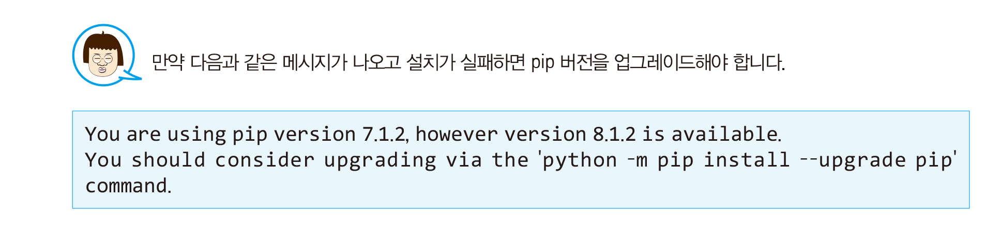 만약 다음과 같은 메시지가 나오고 설치가 실패하면 pip 버전을 업그레이드해야 합니다.
You are using pip version 7.1.2, however version 8.1.2 is available.
You should consider upgrading via the 'python -m pip install --upgrade pip'
command.